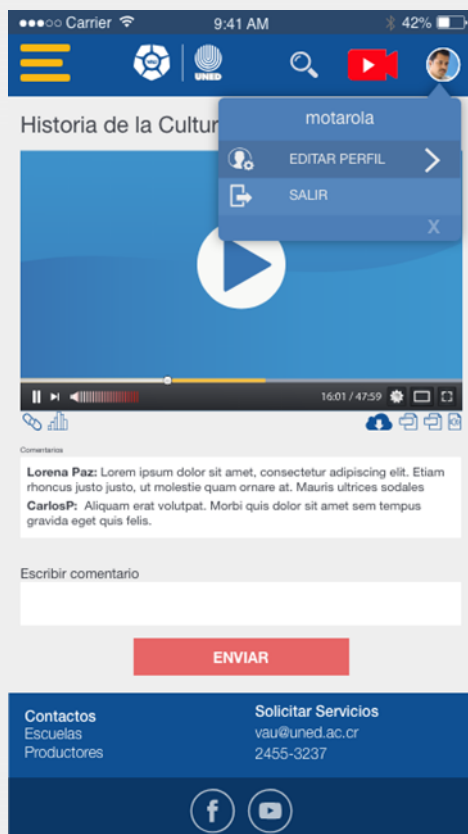 Carrier 9:41 AM 42%
UNED
Historia de la Cultur
motarola
EDITAR PERFIL
SALIR
X
16:01 / 47:59
Comentarios
Lorena Paz: Lorem ipsum dolor sit amet, consectetur adipiscing elit. Etiam
rhoncus justo justo, ut molestie quam ornare at. Mauris ultrices sodales
CarlosP: Aliquam erat volutpat. Morbi quis dolor sit amet sem tempus
gravida eget quis felis.
Escribir comentario
ENVIAR
Contactos
Escuelas
Productores
Solicitar Servicios
vau@uned.ac.cr
2455-3237
f